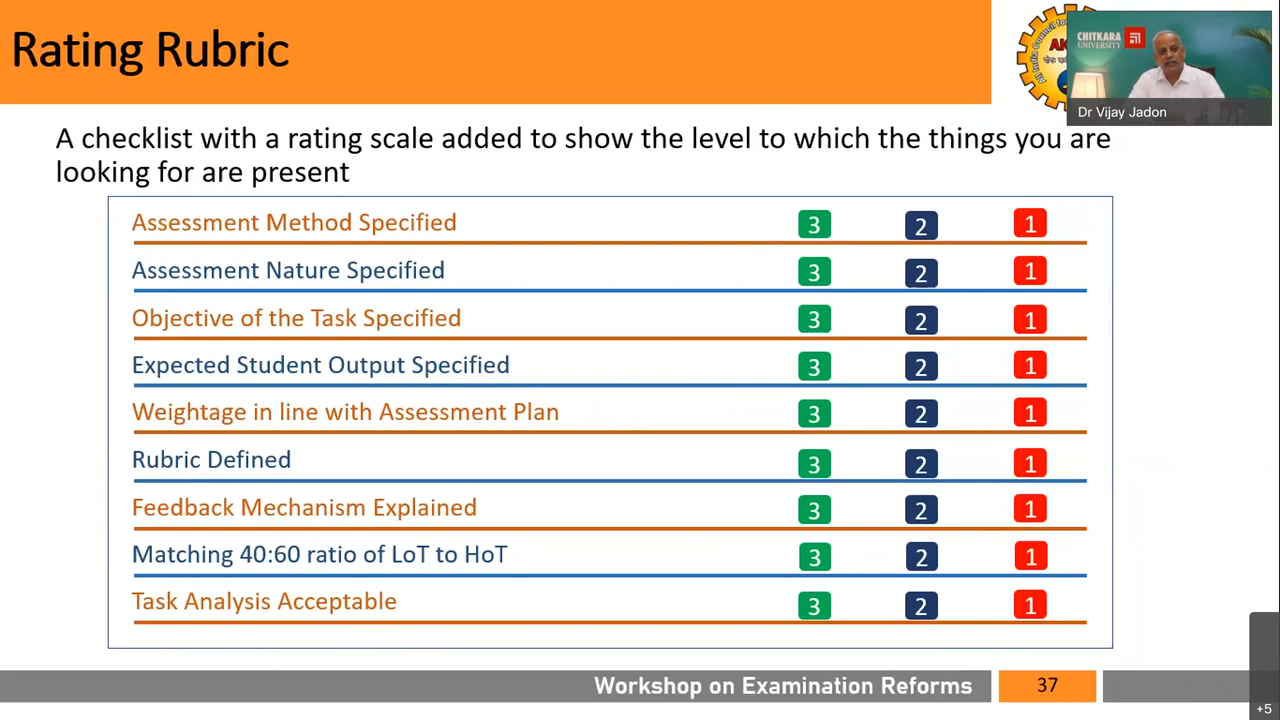 Rating Rubric
CHITKARA
UNIVERSITY
Dr Vijay Jadon
A checklist with a rating scale added to show the level to which the things you are
looking for are present
Assessment Method Specified 3 2 1
Assessment Nature Specified 3 2 1
Objective of the Task Specified 3 2 1
Expected Student Output Specified 3 2 1
Weightage in line with Assessment Plan 3 2 1
Rubric Defined 3 2 1
Feedback Mechanism Explained 3 2 1
Matching 40:60 ratio of LoT to HoT 3 2 1
Task Analysis Acceptable 3 2 1
Workshop on Examination Reforms 37
+5